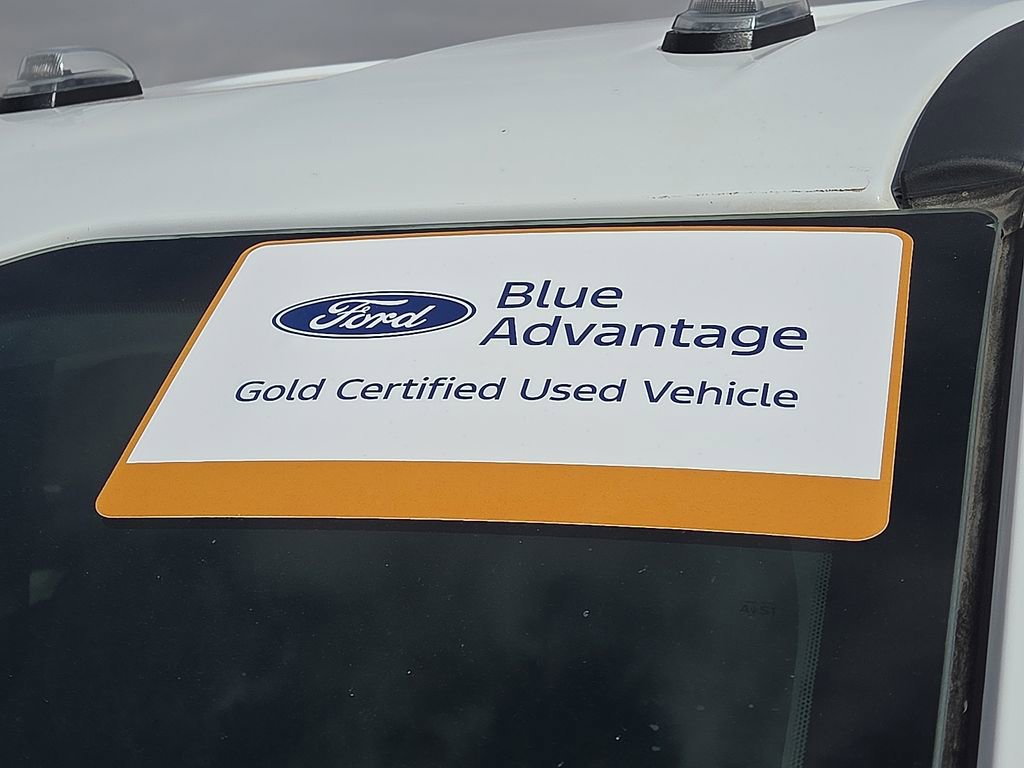 Ford
Blue
Advantage
Gold Certified Used Vehicle